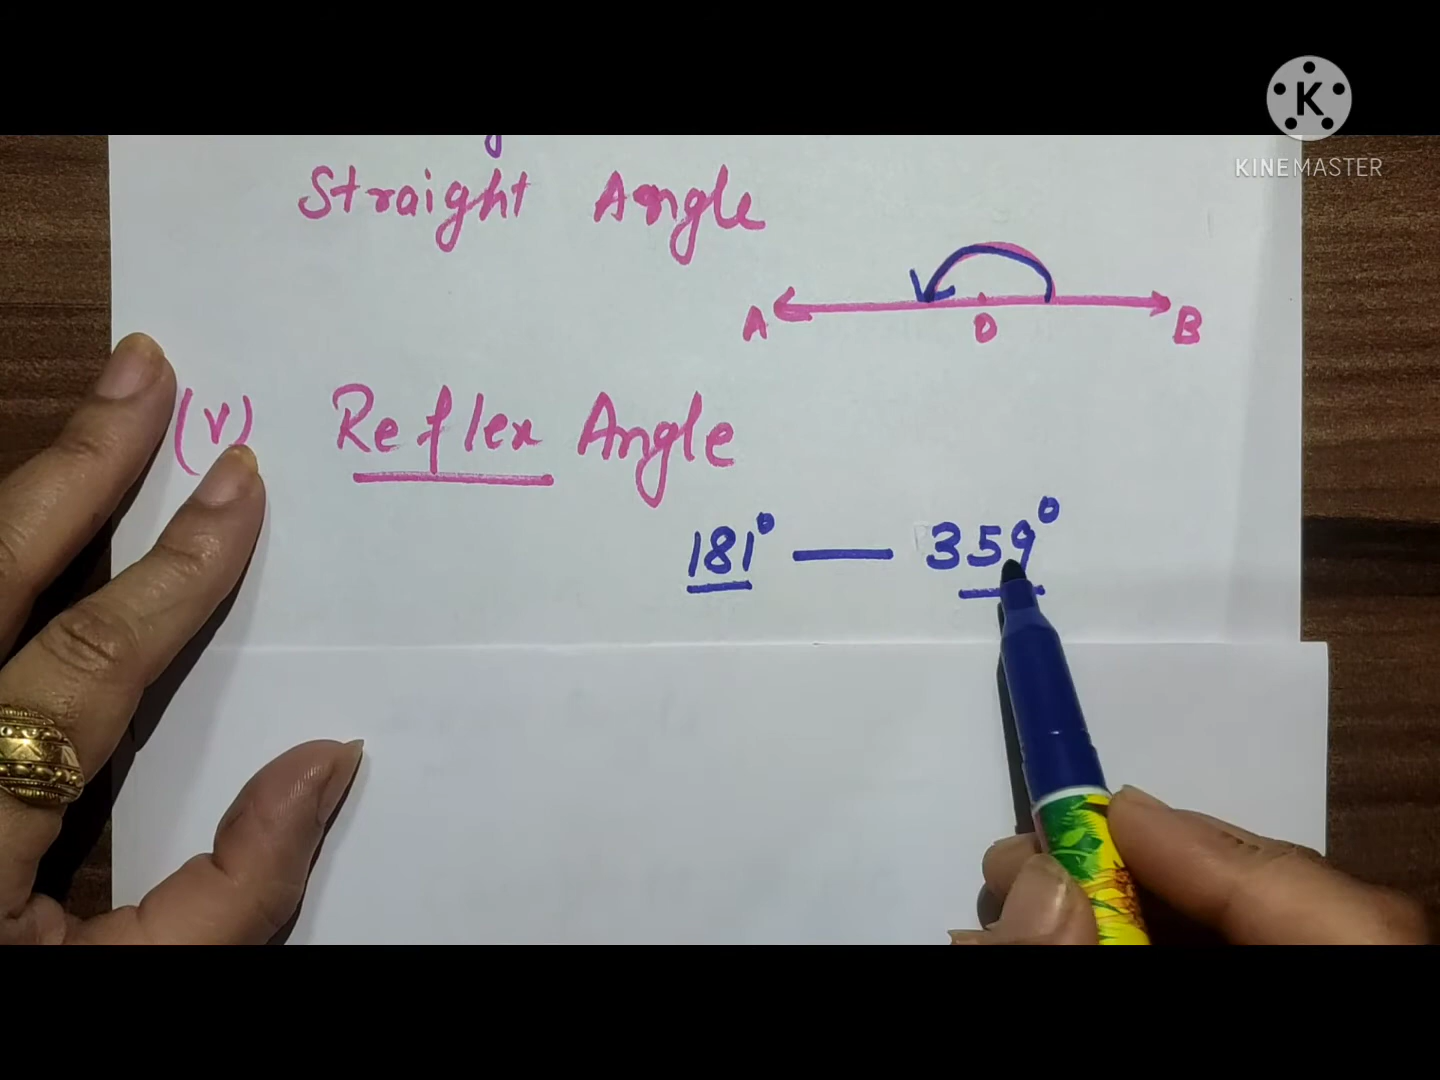 K
KINEMASTER
Straight Angle
A O B
(V) Reflex Angle
181° — 359°